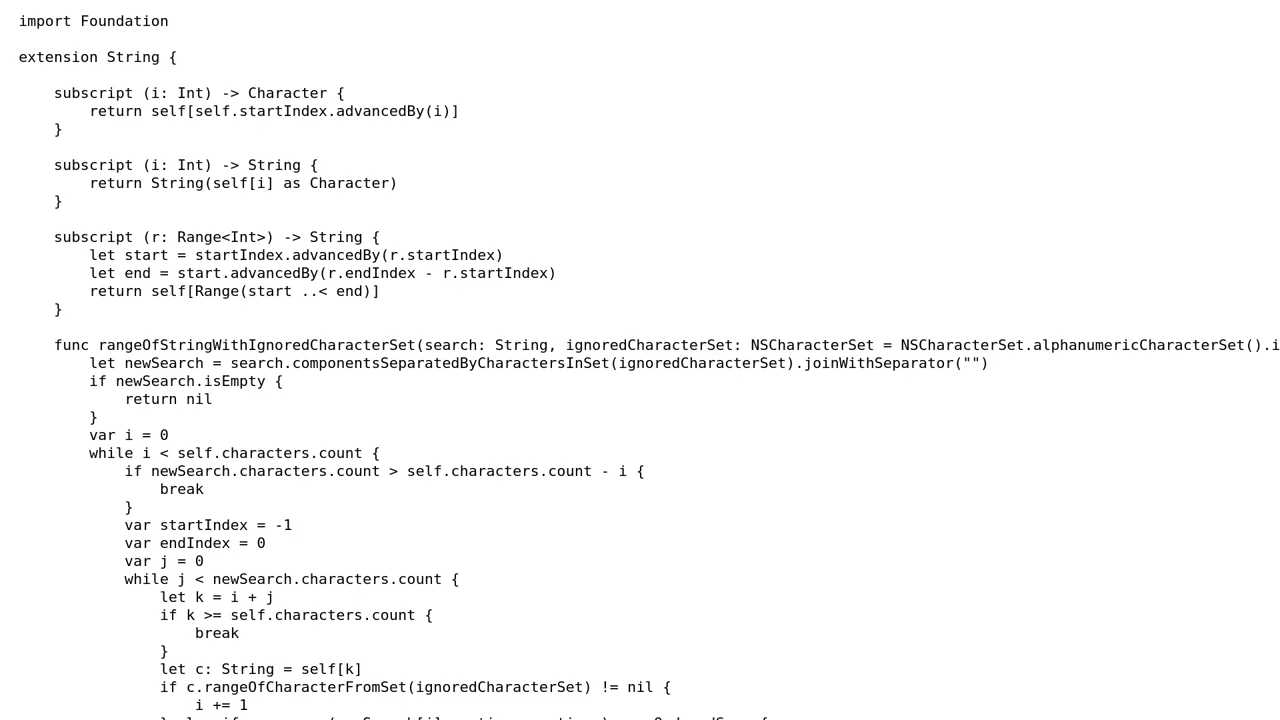 import Foundation

extension String {

    subscript (i: Int) -> Character {
        return self[self.startIndex.advancedBy(i)]
    }

    subscript (i: Int) -> String {
        return String(self[i] as Character)
    }

    subscript (r: Range<Int>) -> String {
        let start = startIndex.advancedBy(r.startIndex)
        let end = start.advancedBy(r.endIndex - r.startIndex)
        return self[Range(start ..< end)]
    }

    func rangeOfStringWithIgnoredCharacterSet(search: String, ignoredCharacterSet: NSCharacterSet = NSCharacterSet.alphanumericCharacterSet().i
        let newSearch = search.componentsSeparatedByCharactersInSet(ignoredCharacterSet).joinWithSeparator("")
        if newSearch.isEmpty {
            return nil
        }
        var i = 0
        while i < self.characters.count {
            if newSearch.characters.count > self.characters.count - i {
                break
            }
            var startIndex = -1
            var endIndex = 0
            var j = 0
            while j < newSearch.characters.count {
                let k = i + j
                if k >= self.characters.count {
                    break
                }
                let c: String = self[k]
                if c.rangeOfCharacterFromSet(ignoredCharacterSet) != nil {
                    i += 1